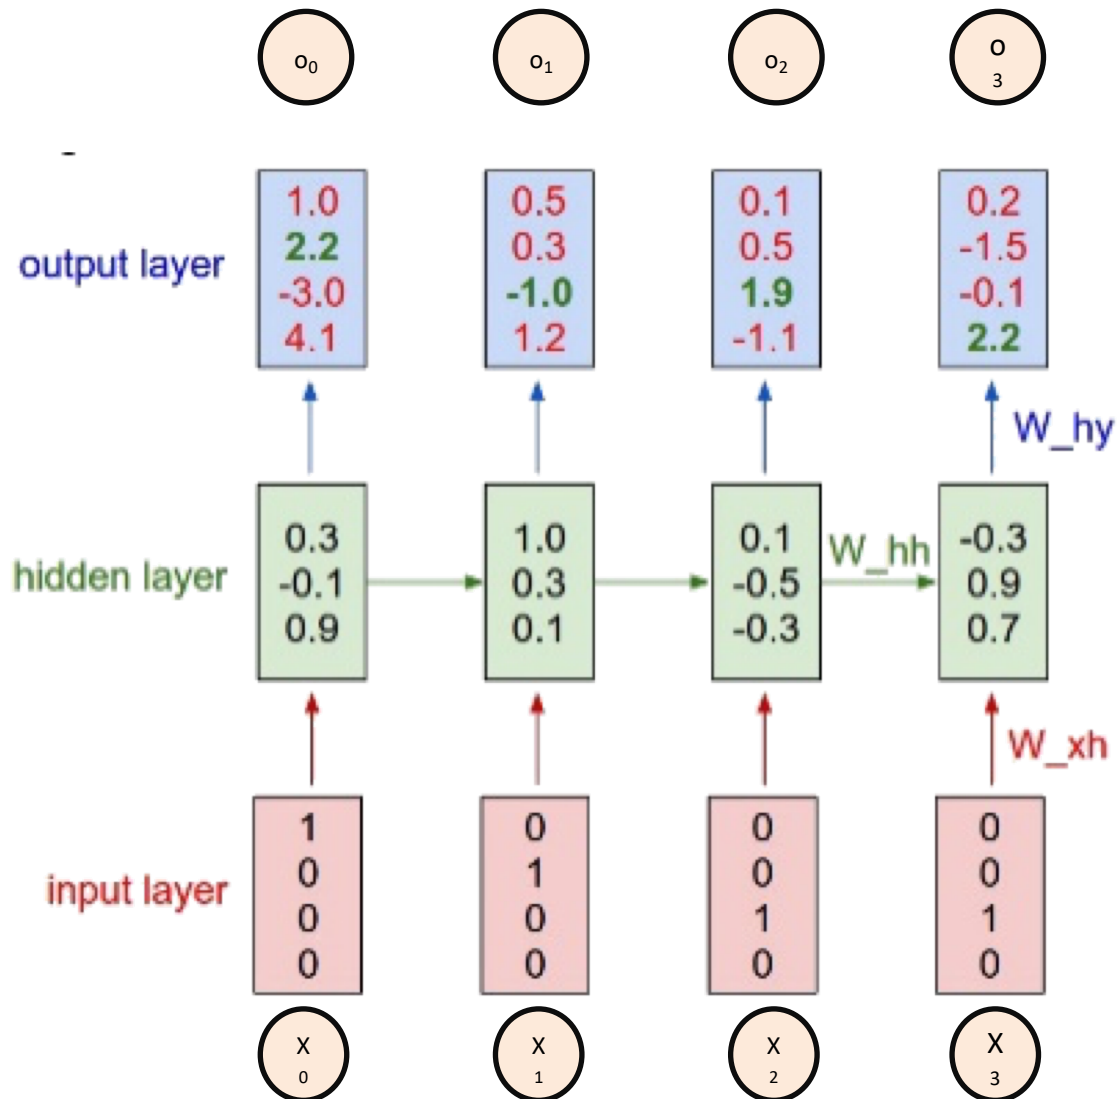 o0 o1 o2 o
3
-
1.0 0.5 0.1 0.2
2.2 0.3 0.5 -1.5
output layer
-3.0 -1.0 1.9 -0.1
4.1 1.2 -1.1 2.2
W_hy
0.3 1.0 0.1 W_hh -0.3
hidden layer -0.1 0.3 -0.5 0.9
0.9 0.1 -0.3 0.7
W_xh
1 0 0 0
0 1 0 0
input layer
0 0 1 1
0 0 0 0
X X X X
0 1 2 3